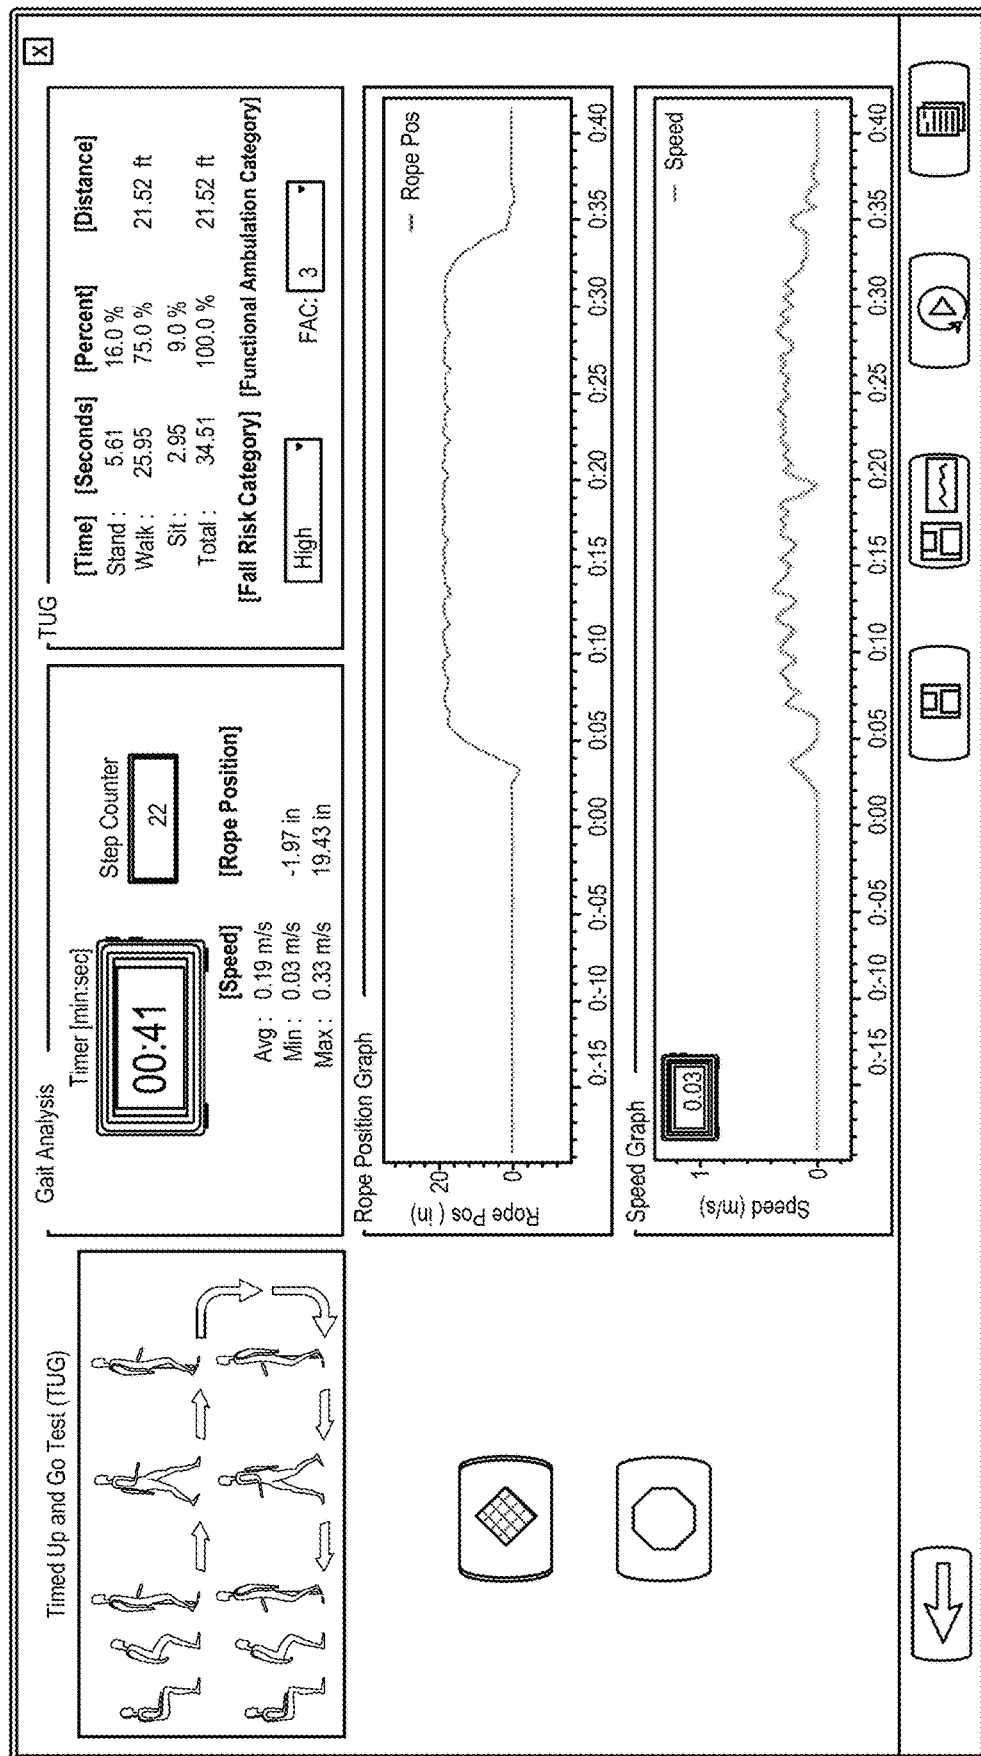 X
Timed Up and Go Test (TUG)
Gait Analysis
Timer [min:sec]
00:41
Step Counter
22
[Speed] [Rope Position]
Avg : 0.19 m/s
Min : 0.03 m/s -1.97 in
Max : 0.33 m/s 19.43 in
TUG
[Time] [Seconds] [Percent] [Distance]
Stand : 5.61 16.0 %
Walk : 25.95 75.0 % 21.52 ft
Sit : 2.95 9.0 %
Total : 34.51 100.0 % 21.52 ft
[Fall Risk Category] [Functional Ambulation Category]
High FAC: 3
Rope Position Graph
Rope Pos ( in)
20
0
— Rope Pos
0:-15 0:-10 0:-05 0:00 0:05 0:10 0:15 0:20 0:25 0:30 0:35 0:40
Speed Graph
0.03
Speed (m/s)
1
0
— Speed
0:-15 0:-10 0:-05 0:00 0:05 0:10 0:15 0:20 0:25 0:30 0:35 0:40